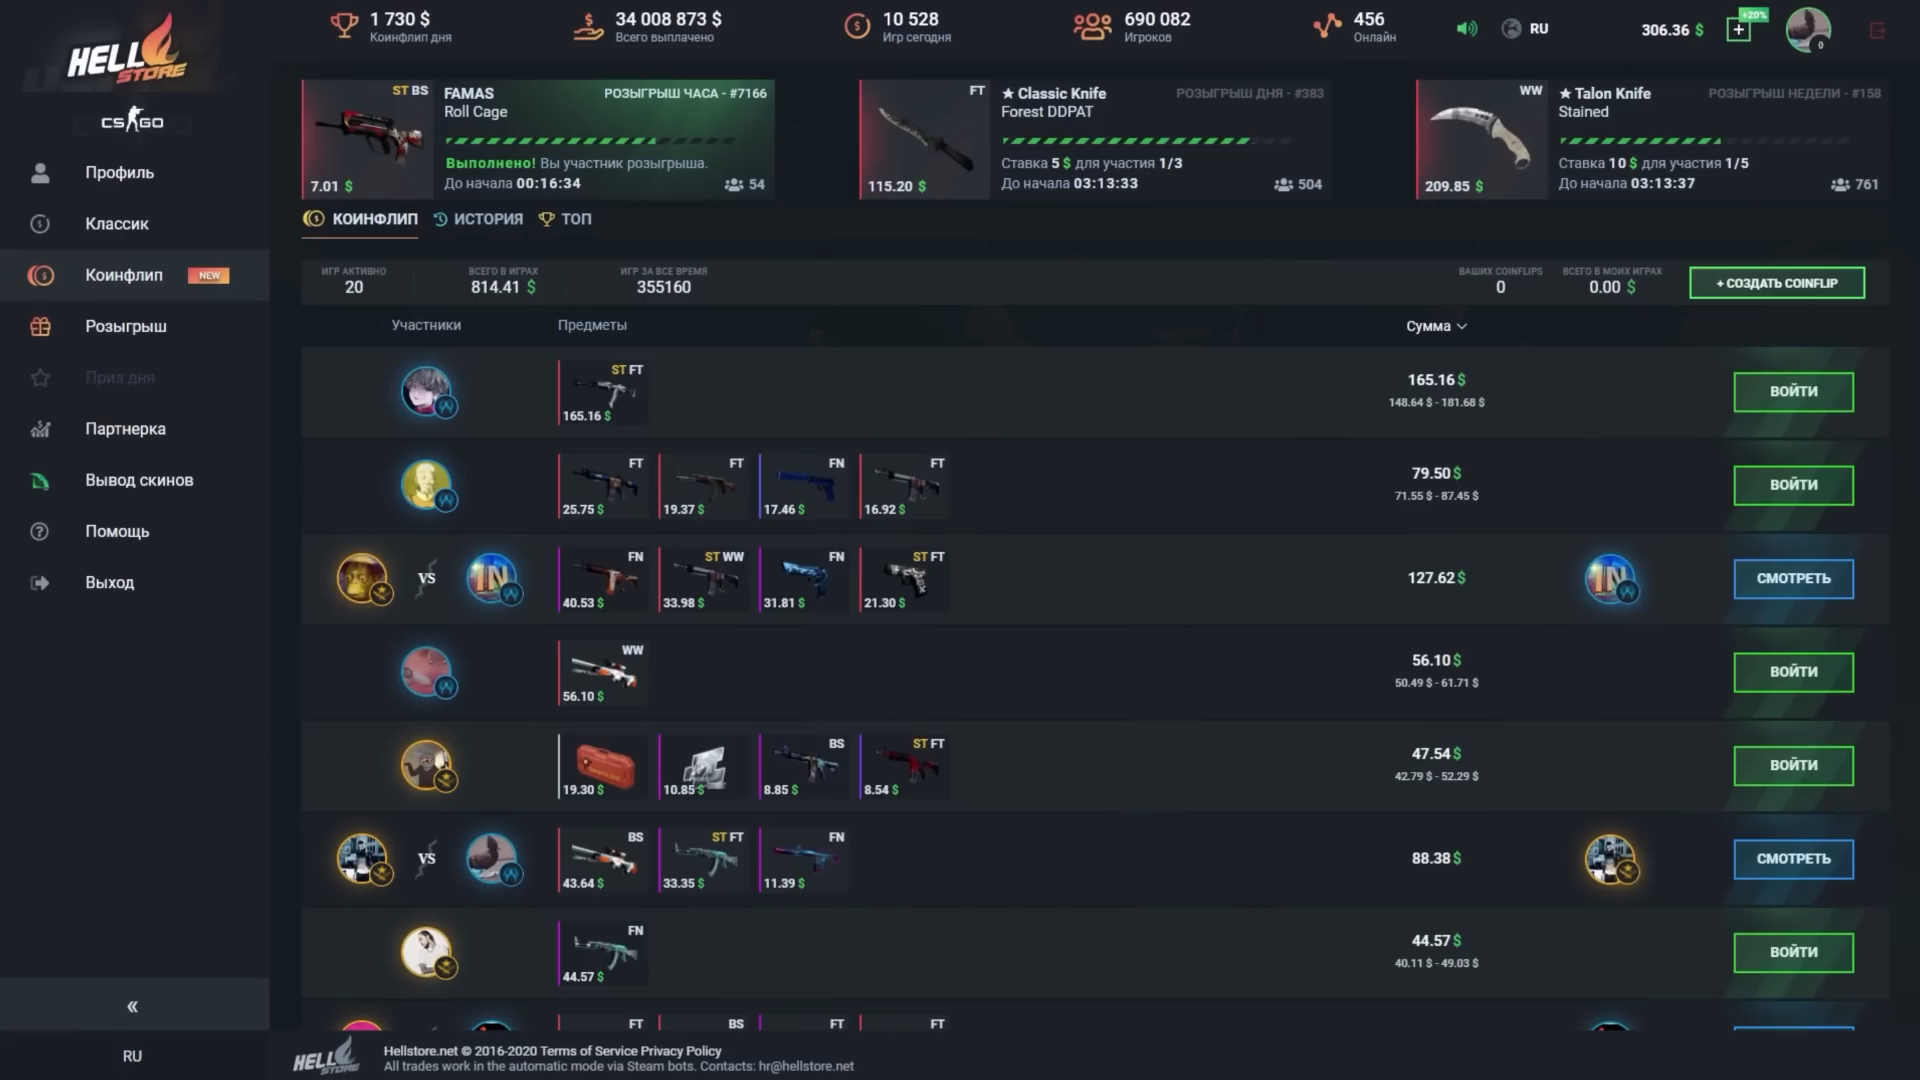 HELL
STORE
CS GO
Профиль
Классик
Коинфлип NEW
Розыгрыш
Приз дня
Партнерка
Вывод скинов
Помощь
Выход
«
RU
1 730 $
Коинфлип дня
34 008 873 $
Всего выплачено
10 528
Игр сегодня
690 082
Игроков
456
Онлайн
RU
306.36 $
+20%
+
0
ST BS
7.01 $
FAMAS
Roll Cage
РОЗЫГРЫШ ЧАСА - #7166
Выполнено! Вы участник розыгрыша.
До начала 00:16:34
54
FT
115.20 $
★ Classic Knife
Forest DDPAT
РОЗЫГРЫШ ДНЯ - #383
Ставка 5 $ для участия 1/3
До начала 03:13:33
504
WW
209.85 $
★ Talon Knife
Stained
РОЗЫГРЫШ НЕДЕЛИ - #158
Ставка 10 $ для участия 1/5
До начала 03:13:37
761
КОИНФЛИП ИСТОРИЯ ТОП
ИГР АКТИВНО
20
ВСЕГО В ИГРАХ
814.41 $
ИГР ЗА ВСЕ ВРЕМЯ
355160
ВАШИХ COINFLIPS
0
ВСЕГО В МОИХ ИГРАХ
0.00 $
+ СОЗДАТЬ COINFLIP
Участники Предметы Сумма
ST FT
165.16 $
165.16 $
148.64 $ - 181.68 $
ВОЙТИ
FT FT FN FT
25.75 $ 19.37 $ 17.46 $ 16.92 $
79.50 $
71.55 $ - 87.45 $
ВОЙТИ
VS
1N
FN ST WW FN ST FT
40.53 $ 33.98 $ 31.81 $ 21.30 $
127.62 $
1N
СМОТРЕТЬ
WW
56.10 $
56.10 $
50.49 $ - 61.71 $
ВОЙТИ
BS ST FT
19.30 $ 10.85 $ 8.85 $ 8.54 $
47.54 $
42.79 $ - 52.29 $
ВОЙТИ
VS
BS ST FT FN
43.64 $ 33.35 $ 11.39 $
88.38 $
СМОТРЕТЬ
FN
44.57 $
44.57 $
40.11 $ - 49.03 $
ВОЙТИ
FT BS FT FT
HELL
STORE
Hellstore.net © 2016-2020 Terms of Service Privacy Policy
All trades work in the automatic mode via Steam bots. Contacts: hr@hellstore.net